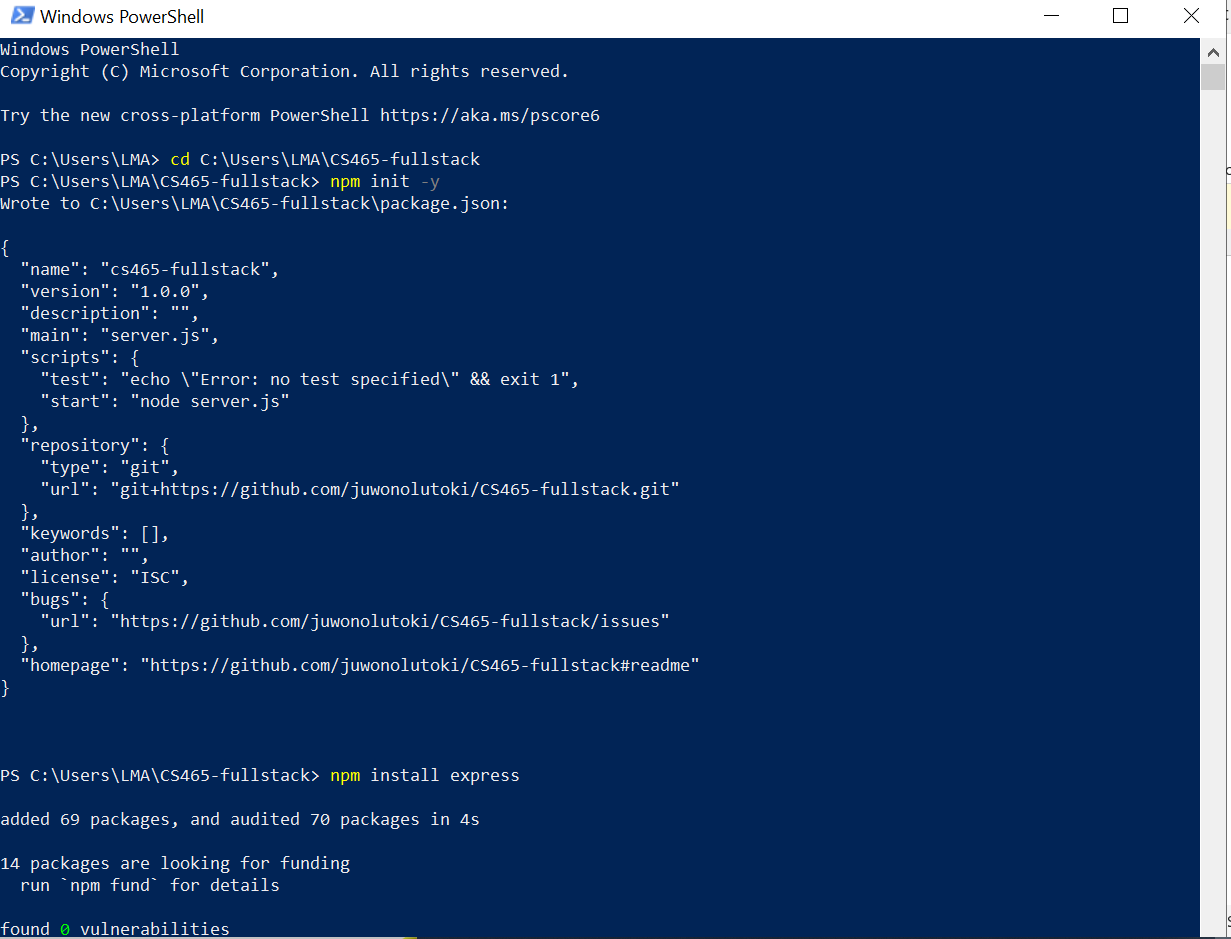 Windows PowerShell
Windows PowerShell
Copyright (C) Microsoft Corporation. All rights reserved.
Try the new cross-platform PowerShell https://aka.ms/pscore6
PS C:\Users\LMA> cd C:\Users\LMA\CS465-fullstack
PS C:\Users\LMA\CS465-fullstack> npm init -y
Wrote to C:\Users\LMA\CS465-fullstack\package.json:
{
  "name": "cs465-fullstack",
  "version": "1.0.0",
  "description": "",
  "main": "server.js",
  "scripts": {
    "test": "echo \"Error: no test specified\" && exit 1",
    "start": "node server.js"
  },
  "repository": {
    "type": "git",
    "url": "git+https://github.com/juwonolutoki/CS465-fullstack.git"
  },
  "keywords": [],
  "author": "",
  "license": "ISC",
  "bugs": {
    "url": "https://github.com/juwonolutoki/CS465-fullstack/issues"
  },
  "homepage": "https://github.com/juwonolutoki/CS465-fullstack#readme"
}
PS C:\Users\LMA\CS465-fullstack> npm install express
added 69 packages, and audited 70 packages in 4s
14 packages are looking for funding
  run `npm fund` for details
found 0 vulnerabilities